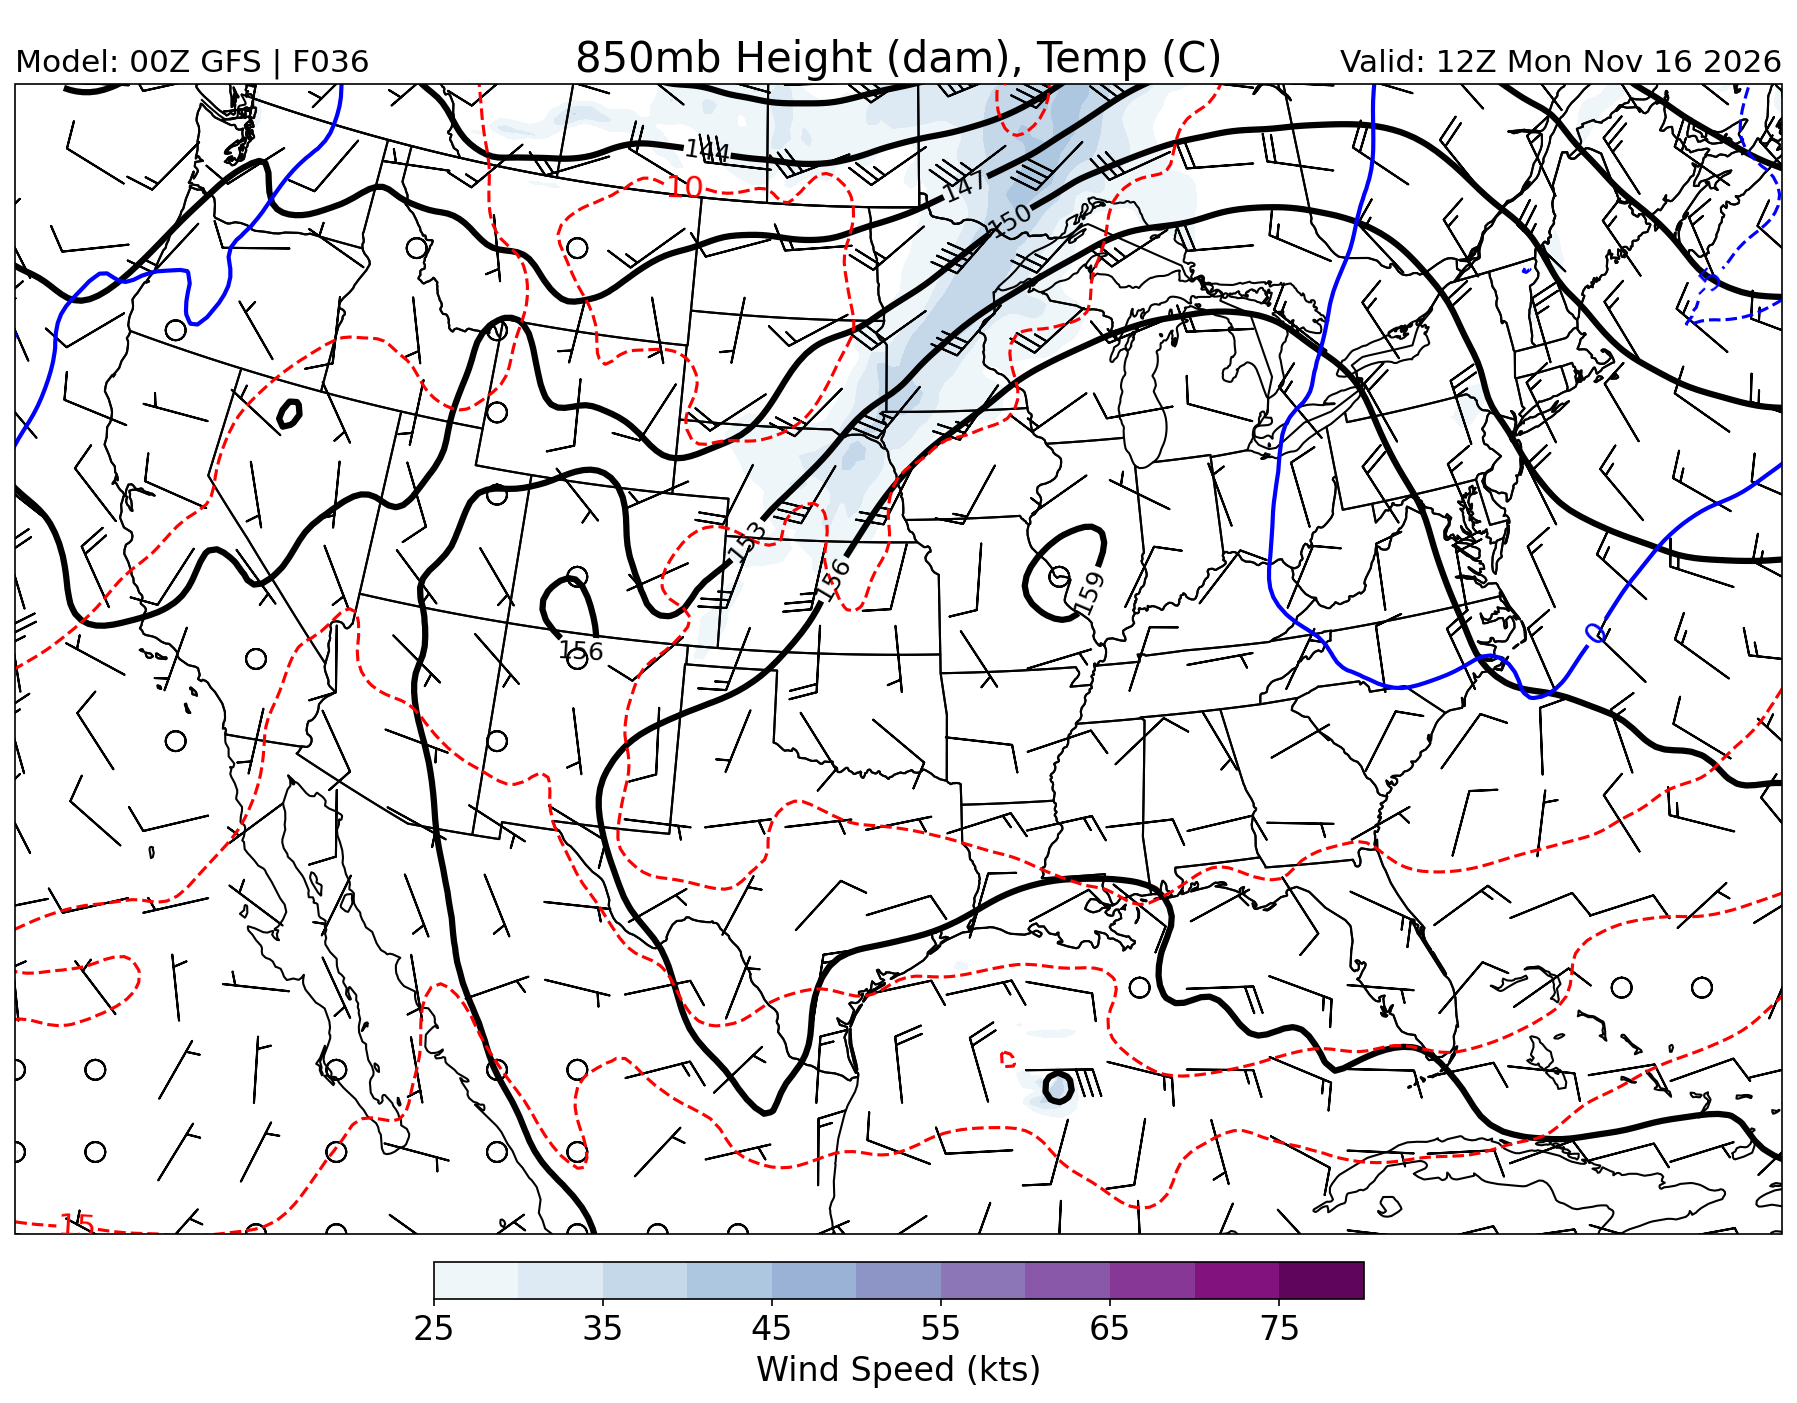 Model: 00Z GFS | F036
850mb Height (dam), Temp (C)
Valid: 12Z Mon Nov 16 2026
144
10
147
150
0
153
156
159
0
156
15
25 35 45 55 65 75
Wind Speed (kts)